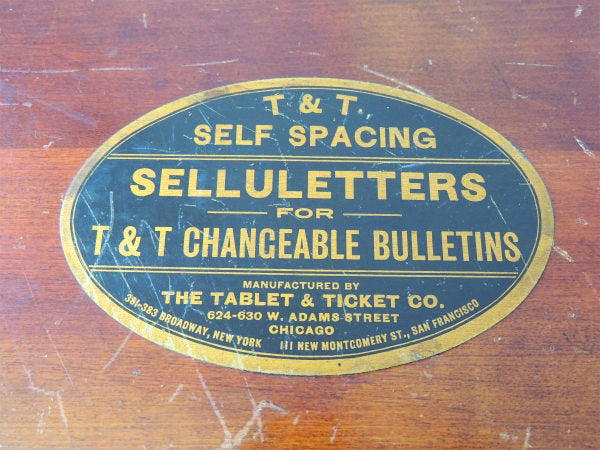 T & T.
SELF SPACING
SELLULETTERS
FOR
T & T CHANGEABLE BULLETINS
MANUFACTURED BY
THE TABLET & TICKET CO.
624-630 W. ADAMS STREET
CHICAGO
381-383 BROADWAY, NEW YORK
111 NEW MONTGOMERY ST., SAN FRANCISCO